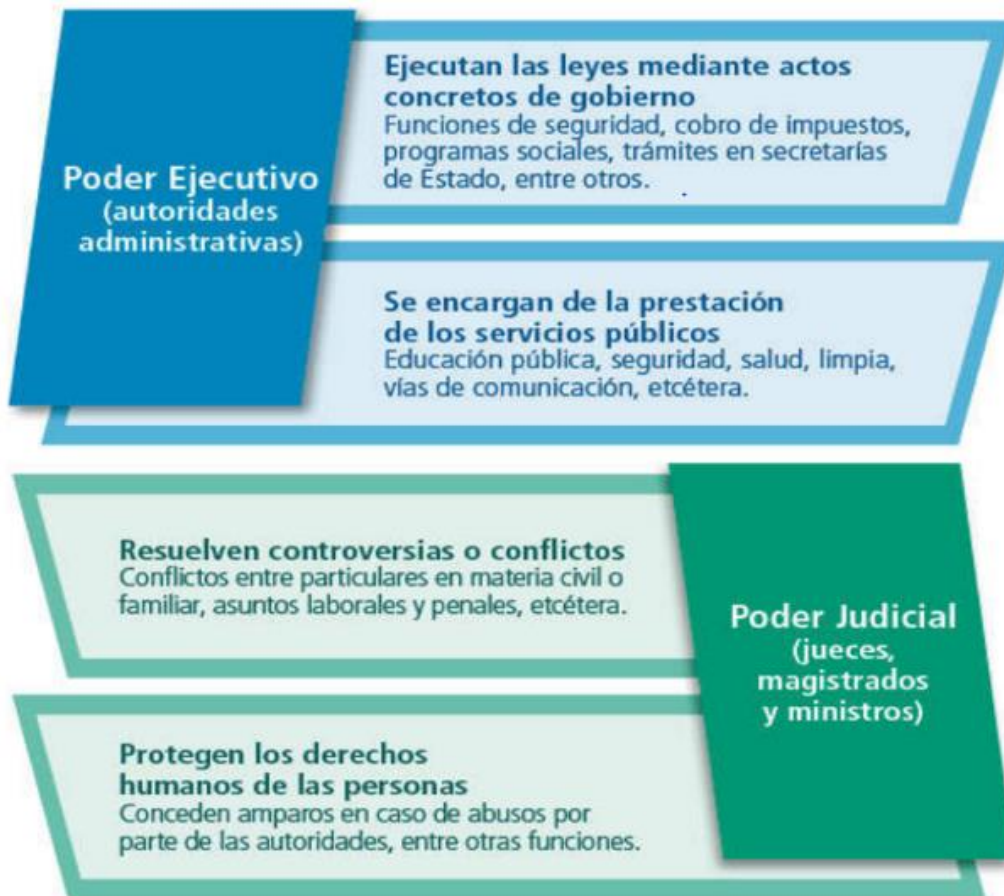 Poder Ejecutivo
(autoridades
administrativas)
Ejecutan las leyes mediante actos
concretos de gobierno
Funciones de seguridad, cobro de impuestos,
programas sociales, trámites en secretarías
de Estado, entre otros.
Se encargan de la prestación
de los servicios públicos
Educación pública, seguridad, salud, limpia,
vías de comunicación, etcétera.
Resuelven controversias o conflictos
Conflictos entre particulares en materia civil o
familiar, asuntos laborales y penales, etcétera.
Protegen los derechos
humanos de las personas
Conceden amparos en caso de abusos por
parte de las autoridades, entre otras funciones.
Poder Judicial
(jueces,
magistrados
y ministros)